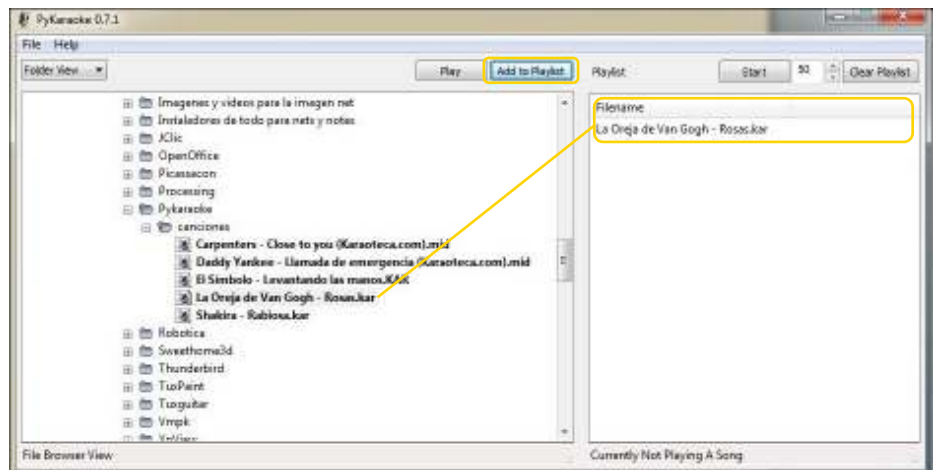 PyKaraoke 0.7.1
File Help
Folder View Play Add to Playlist Playlist Start 50 Clear Playlist
Imagenes y videos para la imagen net
Instaladores de todo para nets y notes
JClic
OpenOffice
Picassacon
Processing
Pykaraoke
canciones
Carpenters - Close to you (Karaoteca.com).mid
Daddy Yankee - Llamada de emergencia (Karaoteca.com).mid
El Simbolo - Levantando las manos.KAR
La Oreja de Van Gogh - Rosas.kar
Shakira - Rabiosa.kar
Robotica
Sweethome3d
Thunderbird
TuxPaint
Tuxguitar
Vmpk
XnView
Filename
La Oreja de Van Gogh - Rosas.kar
File Browser View Currently Not Playing A Song